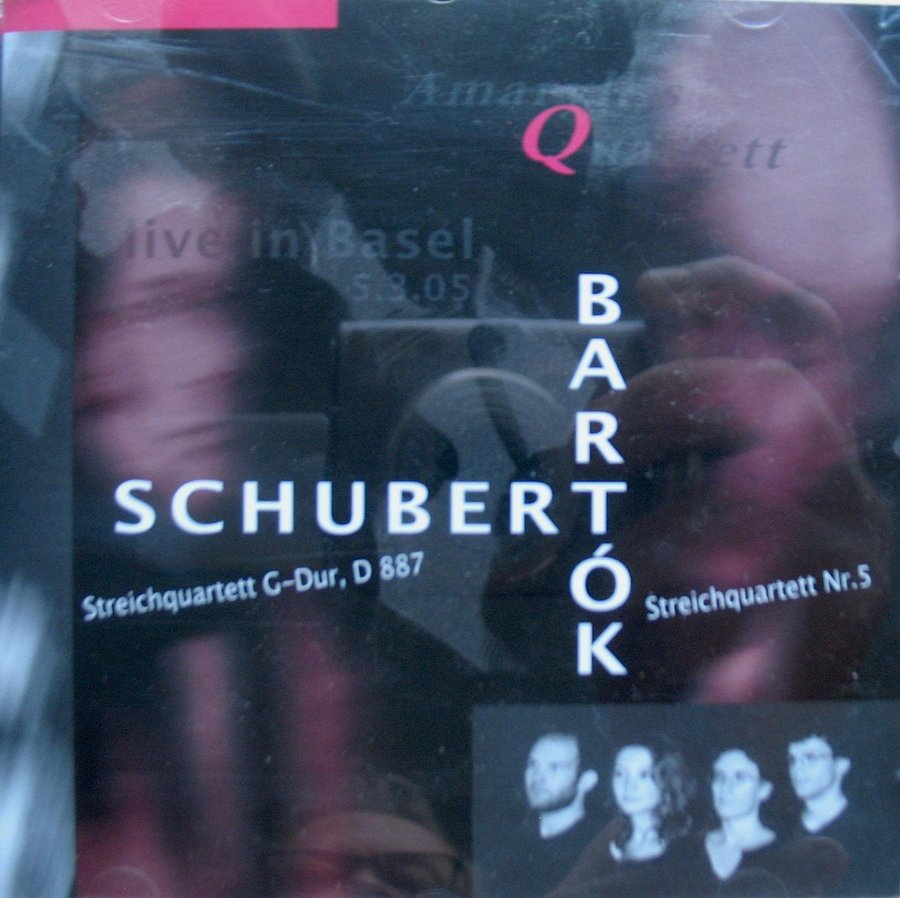 Amaryllis
Quartett
live in Basel
5.3.05
BARTÓK
SCHUBERT
Streichquartett G-Dur, D 887
Streichquartett Nr.5